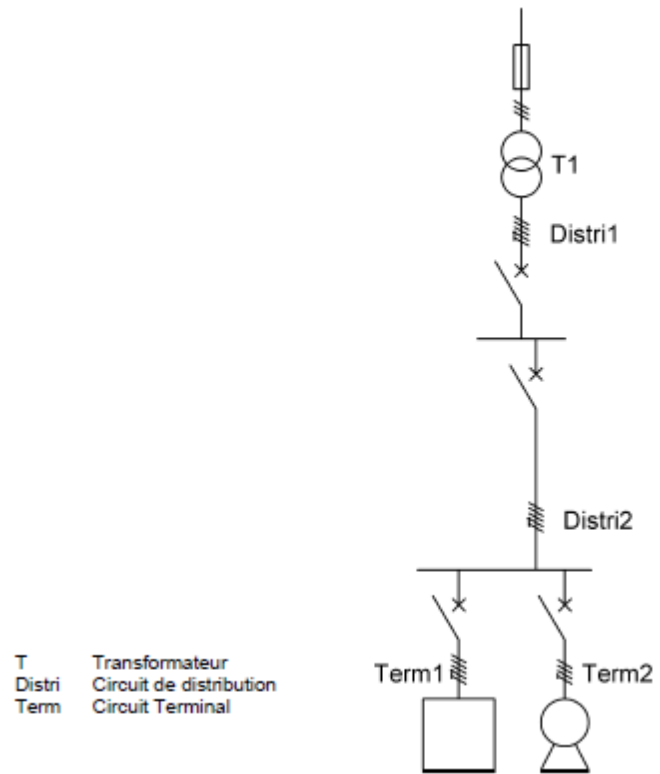 T1
Distri1
Distri2
Term1 Term2
T Transformateur
Distri Circuit de distribution
Term Circuit Terminal